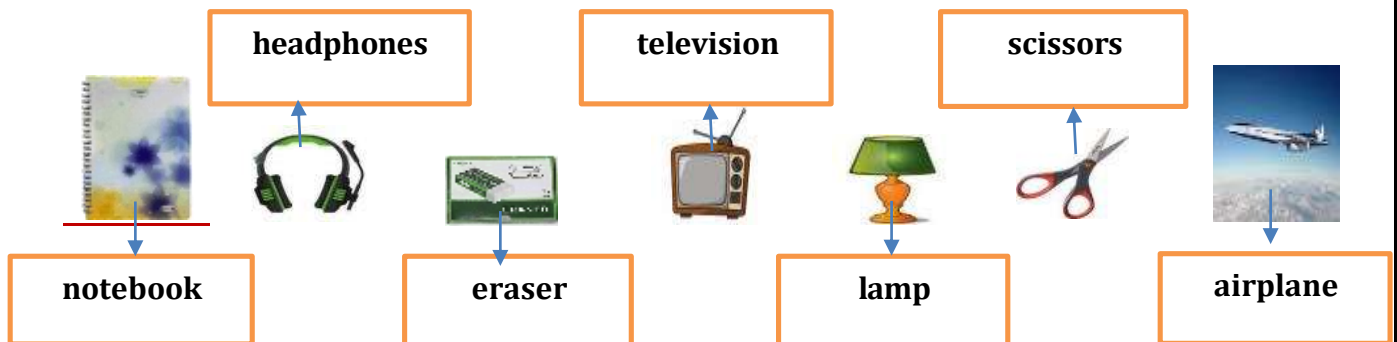 headphones
television
scissors
notebook
eraser
lamp
airplane